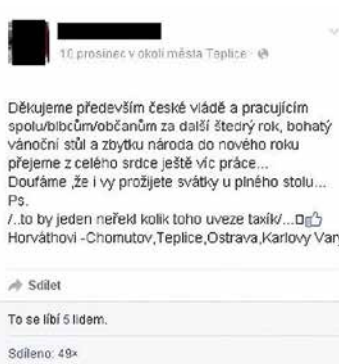 10 prosinec v okolí města Teplice ·
Děkujeme především české vládě a pracujícím
spolu/blbcům/občanům za další štedrý rok, bohatý
vánoční stůl a zbytku národa do nového roku
přejeme z celého srdce ještě víc práce...
Doufáme ,že i vy prožijete svátky u plného stolu...
Ps.
/..to by jeden neřekl kolik toho uveze taxík/...
Horváthovi -Chomutov,Teplice,Ostrava,Karlovy Vary
Sdílet
To se líbí 5 lidem.
Sdíleno: 49×